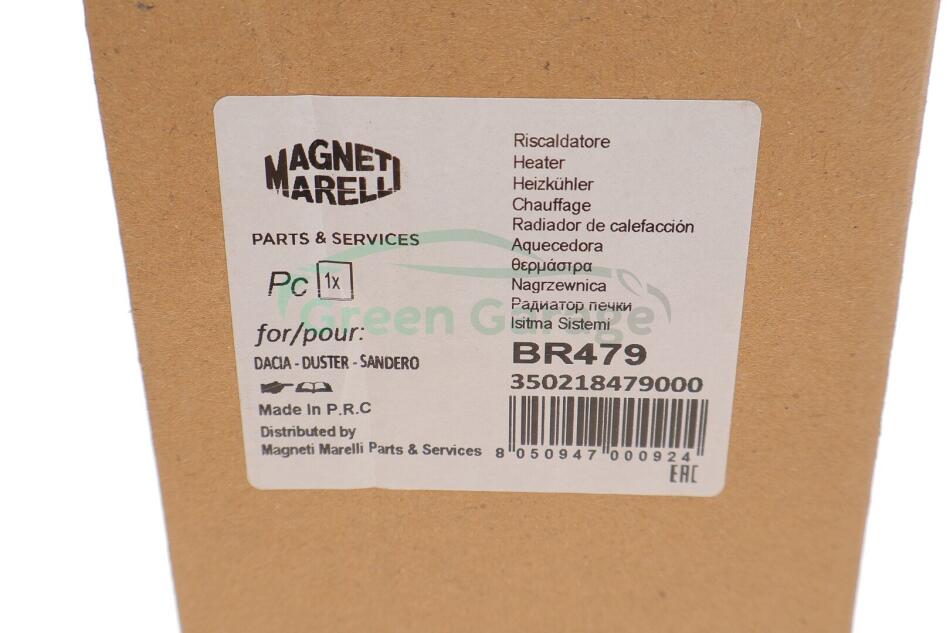 MAGNETI
MARELLI
PARTS & SERVICES
Pc 1x
for/pour:
DACIA - DUSTER - SANDERO
Made In P.R.C
Distributed by
Magneti Marelli Parts & Services
Riscaldatore
Heater
Heizkühler
Chauffage
Radiador de calefacción
Aquecedora
θερμάστρα
Nagrzewnica
Радиатор печки
Isitma Sistemi
BR479
350218479000
8 050947 000924
EAC
Green Garage